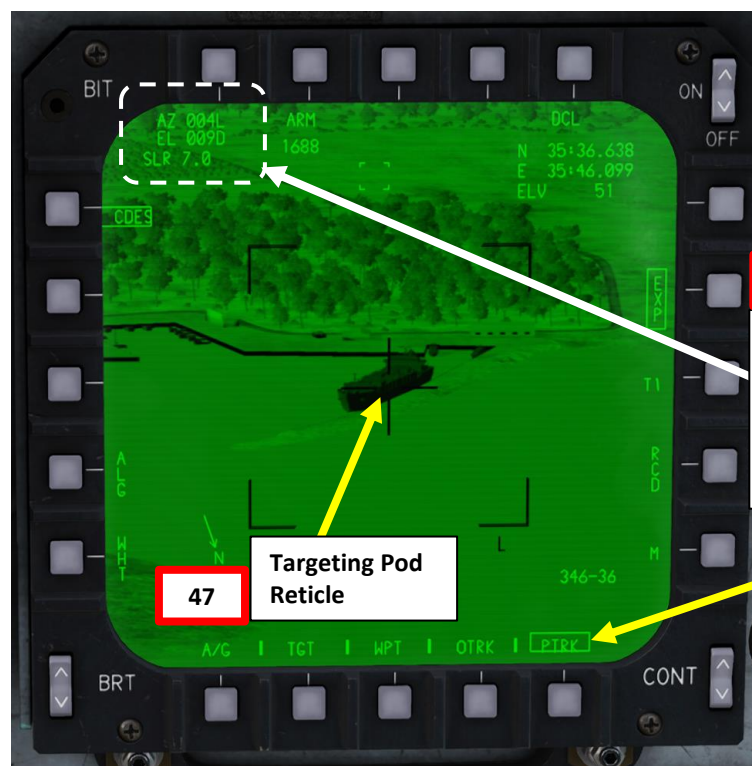 BIT
ON
OFF
AZ 004L
EL 009D
SLR 7.0
ARM
1688
DCL
N 35:36.638
E 35:46.099
ELV 51
CDES
EXP
TI
ALG
RCD
WHT
N
L
M
47
Targeting Pod
Reticle
346-36
A/G | TGT | WPT | OTRK | PTRK
BRT
CONT